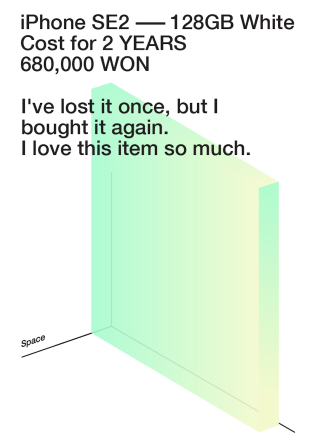 iPhone SE2 —— 128GB White
Cost for 2 YEARS
680,000 WON
I've lost it once, but I
bought it again.
I love this item so much.
Space